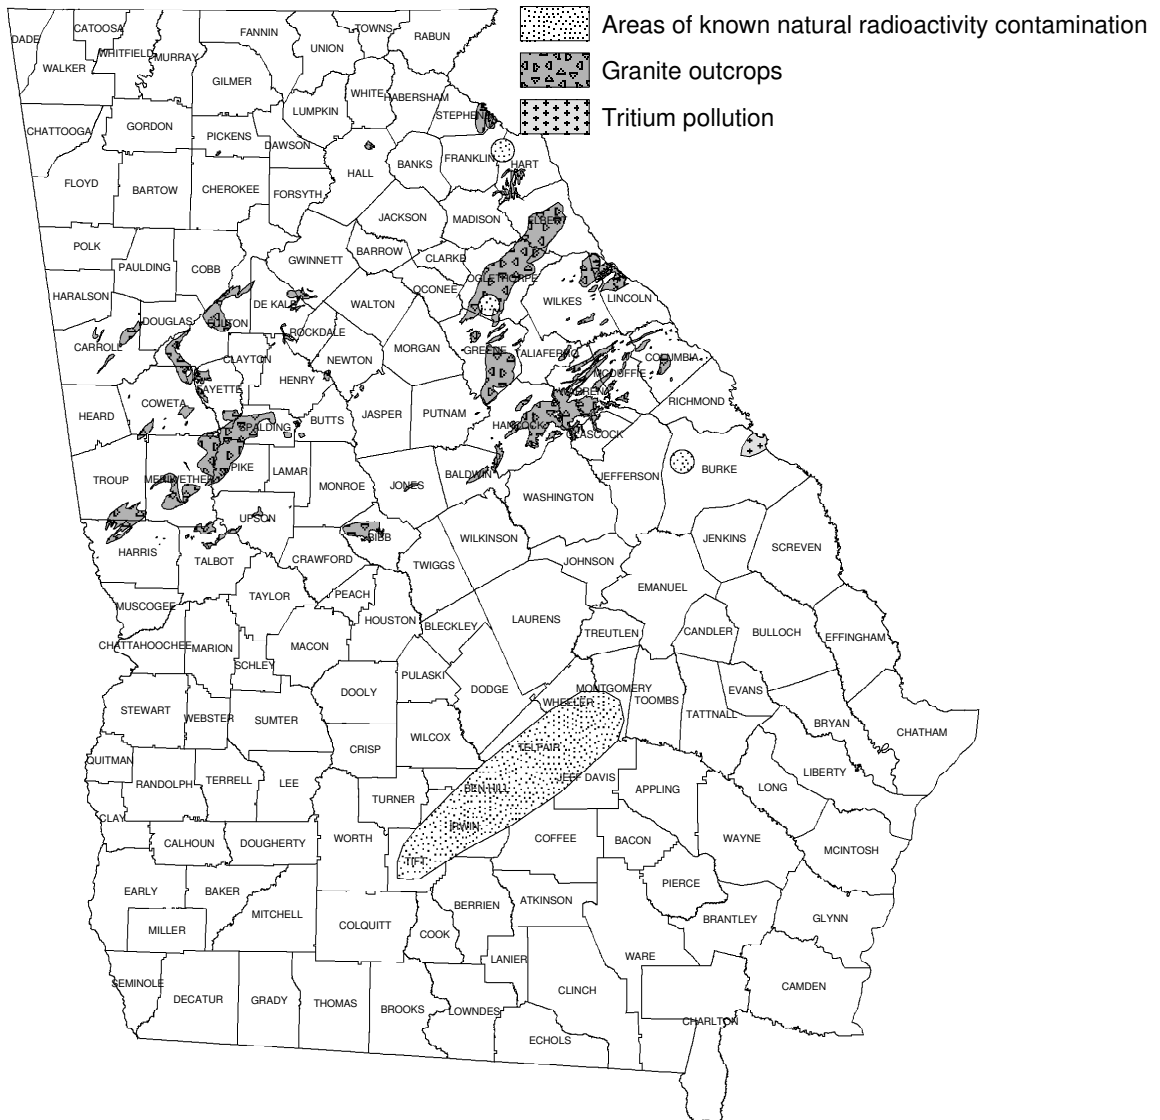 Areas of known natural radioactivity contamination
Granite outcrops
Tritium pollution
DADE
CATOOSA
WHITFIELD
MURRAY
FANNIN
UNION
TOWNS
RABUN
WALKER
GILMER
LUMPKIN
WHITE
HABERSHAM
CHATTOOGA
GORDON
PICKENS
DAWSON
HALL
BANKS
FRANKLIN
HART
FLOYD
BARTOW
CHEROKEE
FORSYTH
JACKSON
MADISON
POLK
PAULDING
COBB
GWINNETT
BARROW
CLARKE
OGLETHORPE
OCONEE
HARALSON
DE KALB
WALTON
WILKES
LINCOLN
DOUGLAS
ROCKDALE
CARROLL
CLAYTON
NEWTON
MORGAN
GREENE
TALIAFERRO
COLUMBIA
MCDUFFIE
FAYETTE
HENRY
HEARD
COWETA
SPALDING
BUTTS
JASPER
PUTNAM
HANCOCK
WARREN
GLASCOCK
RICHMOND
TROUP
MERIWETHER
PIKE
LAMAR
MONROE
JONES
BALDWIN
WASHINGTON
JEFFERSON
BURKE
UPSON
BIBB
HARRIS
TALBOT
CRAWFORD
TWIGGS
WILKINSON
JOHNSON
JENKINS
SCREVEN
MUSCOGEE
TAYLOR
PEACH
HOUSTON
BLECKLEY
LAURENS
EMANUEL
TREUTLEN
CANDLER
BULLOCH
EFFINGHAM
CHATTAHOOCHEE
MARION
SCHLEY
MACON
DOOLY
PULASKI
DODGE
WHEELER
MONTGOMERY
TOOMBS
TATTNALL
EVANS
BRYAN
CHATHAM
STEWART
WEBSTER
SUMTER
CRISP
WILCOX
TELFAIR
QUITMAN
RANDOLPH
TERRELL
LEE
TURNER
BEN HILL
JEFF DAVIS
APPLING
LONG
LIBERTY
CLAY
CALHOUN
DOUGHERTY
WORTH
IRWIN
COFFEE
BACON
WAYNE
MCINTOSH
TIFT
EARLY
BAKER
MITCHELL
COLQUITT
BERRIEN
ATKINSON
PIERCE
BRANTLEY
GLYNN
MILLER
COOK
LANIER
WARE
SEMINOLE
DECATUR
GRADY
THOMAS
BROOKS
LOWNDES
CLINCH
CHARLTON
CAMDEN
ECHOLS